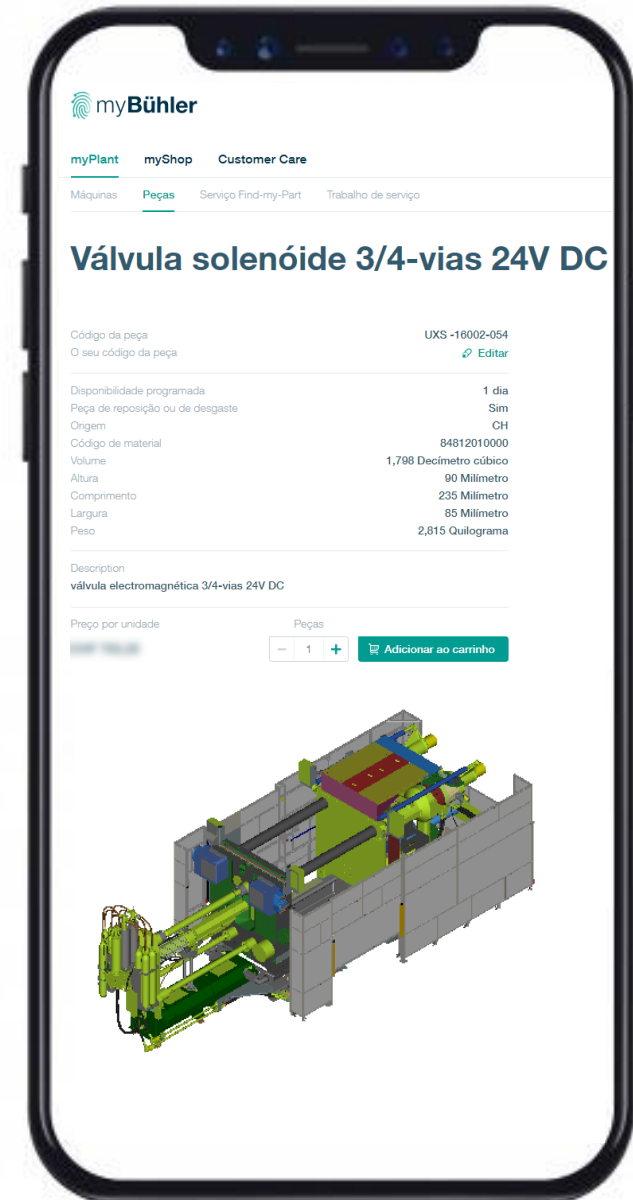 myBühler
myPlant myShop Customer Care
Máquinas Peças Serviço Find-my-Part Trabalho de serviço
Válvula solenóide 3/4-vias 24V DC
Código da peça UXS -16002-054
O seu código da peça Editar
Disponibilidade programada 1 dia
Peça de reposição ou de desgaste Sim
Origem CH
Código de material 84812010000
Volume 1,798 Decímetro cúbico
Altura 90 Milímetro
Comprimento 235 Milímetro
Largura 85 Milímetro
Peso 2,815 Quilograma
Description
válvula electromagnética 3/4-vias 24V DC
Preço por unidade Peças
− 1 + Adicionar ao carrinho